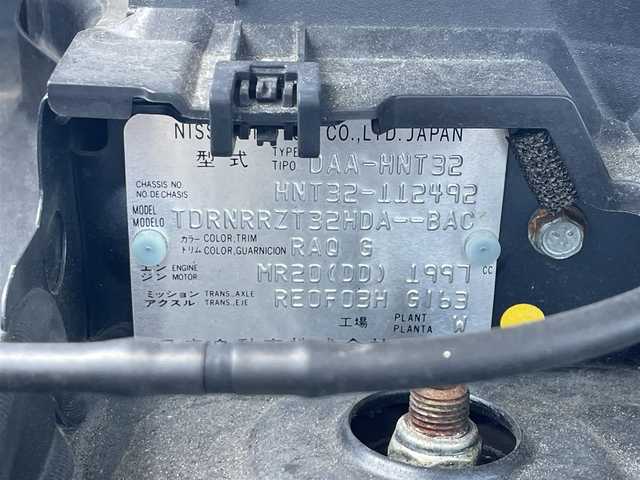 NISS CO.,LTD. JAPAN
型式 TYPE TIPO DAA-HNT32
CHASSIS NO. NO DE CHASIS HNT32-112492
MODEL MODELO TDRNRRZT32HDA--BAC
カラー COLOR,TRIM トリム COLOR,GUARNICION RAQ G
エンジン ENGINE MOTOR MR20(DD) 1997 CC
ミッション TRANS.,AXLE アクスル TRANS.,EJE RE0F03H G163
工場 PLANT PLANTA W